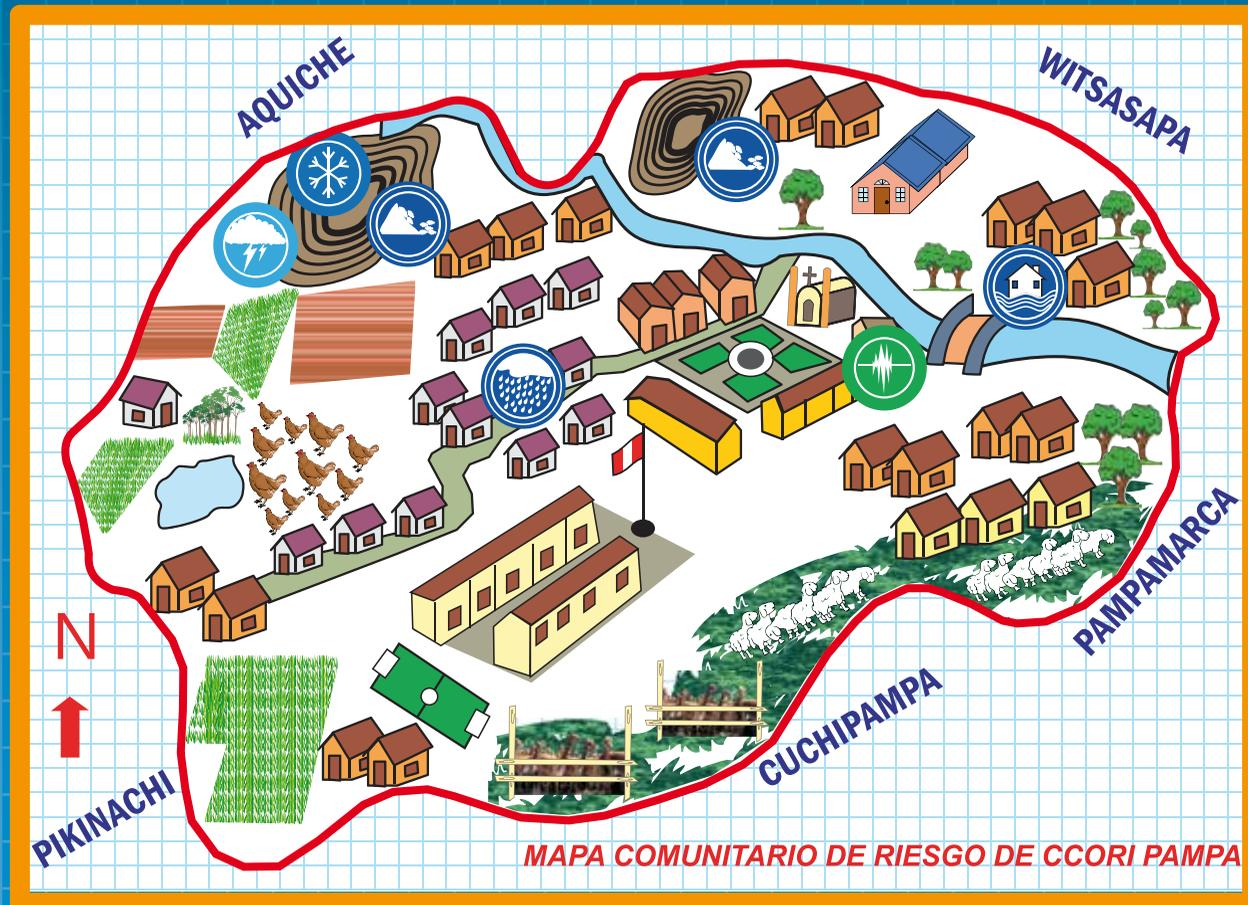 AQUICHE
WITSASAPA
PAMPAMARCA
N
CUCHIPAMPA
PIKINACHI
MAPA COMUNITARIO DE RIESGO DE CCORI PAMPA